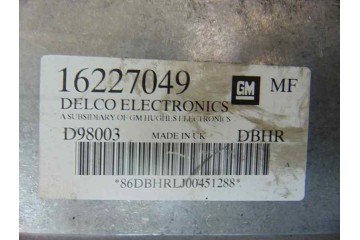 16227049 GM MF
DELCO ELECTRONICS
A SUBSIDIARY OF GM HUGHES ELECTRONICS
D98003 MADE IN UK DBHR
*86DBHRLJ00451288*